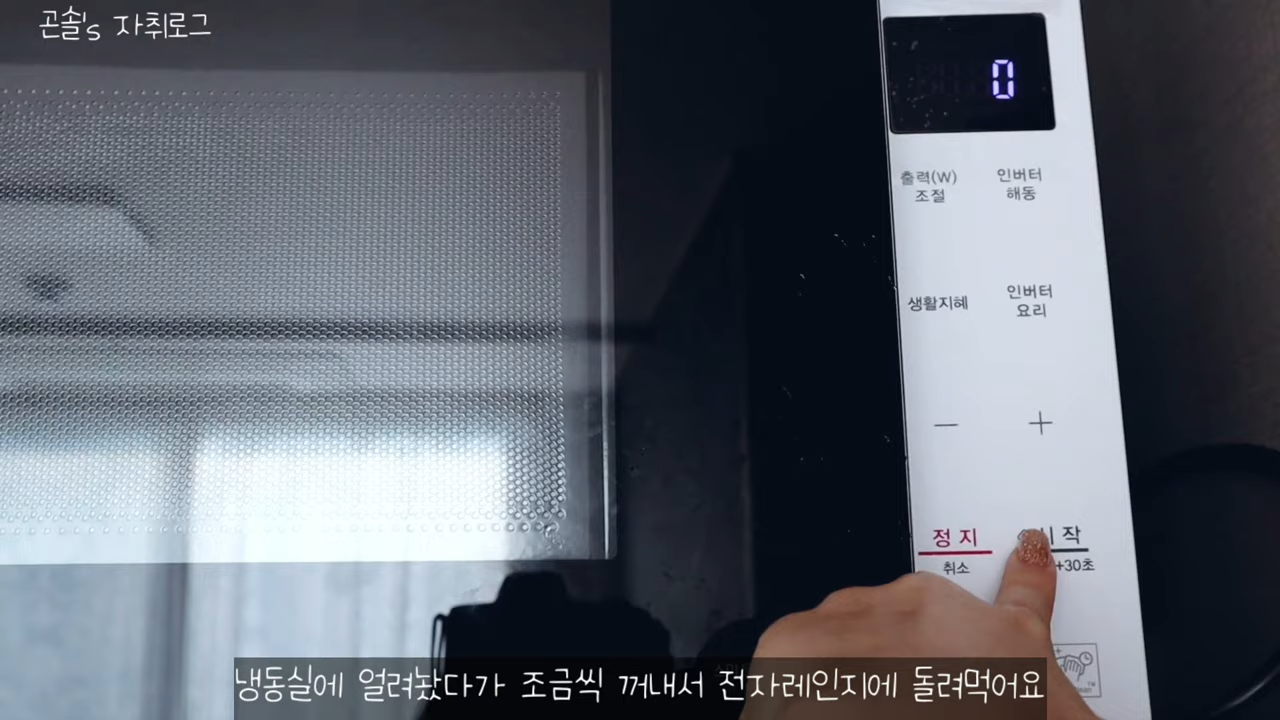 곤솔's 자취로그
0
출력(W)
조절
인버터
해동
생활지혜
인버터
요리
정지
취소
작
+30초
냉동실에 얼려놨다가 조금씩 꺼내서 전자레인지에 돌려먹어요